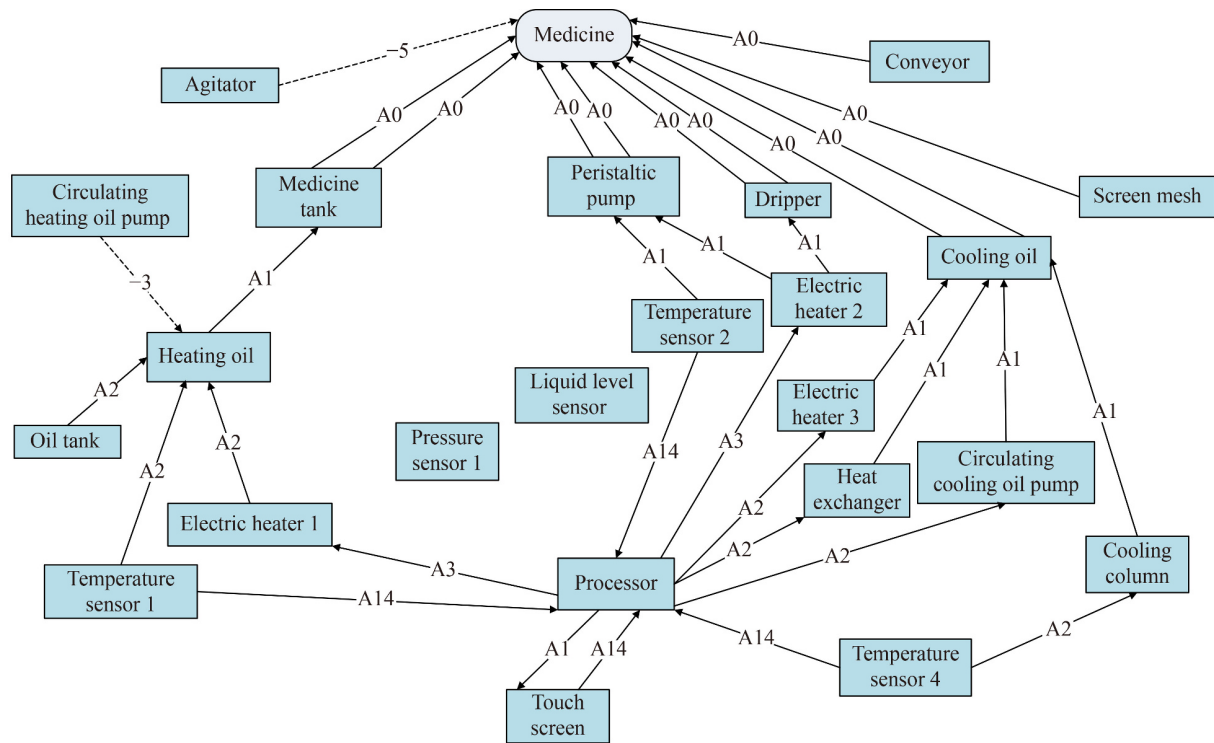 Medicine
A0
Conveyor
−5
Agitator
A0
A0
A0
A0
A0
A0
A0
A0
A0
Circulating
heating oil pump
Medicine
tank
Peristaltic
pump
Dripper
Screen mesh
A1
A1
A1
Cooling oil
−3
A1
Temperature
sensor 2
Electric
heater 2
Heating oil
A1
A1
A1
A2
Liquid level
sensor
Electric
heater 3
A1
Oil tank
A2
Pressure
sensor 1
A14
A3
A2
Heat
exchanger
Circulating
cooling oil pump
A2
Electric heater 1
A2
A2
A2
Cooling
column
A3
Processor
Temperature
sensor 1
A14
A1
A14
A14
A2
Temperature
sensor 4
Touch
screen